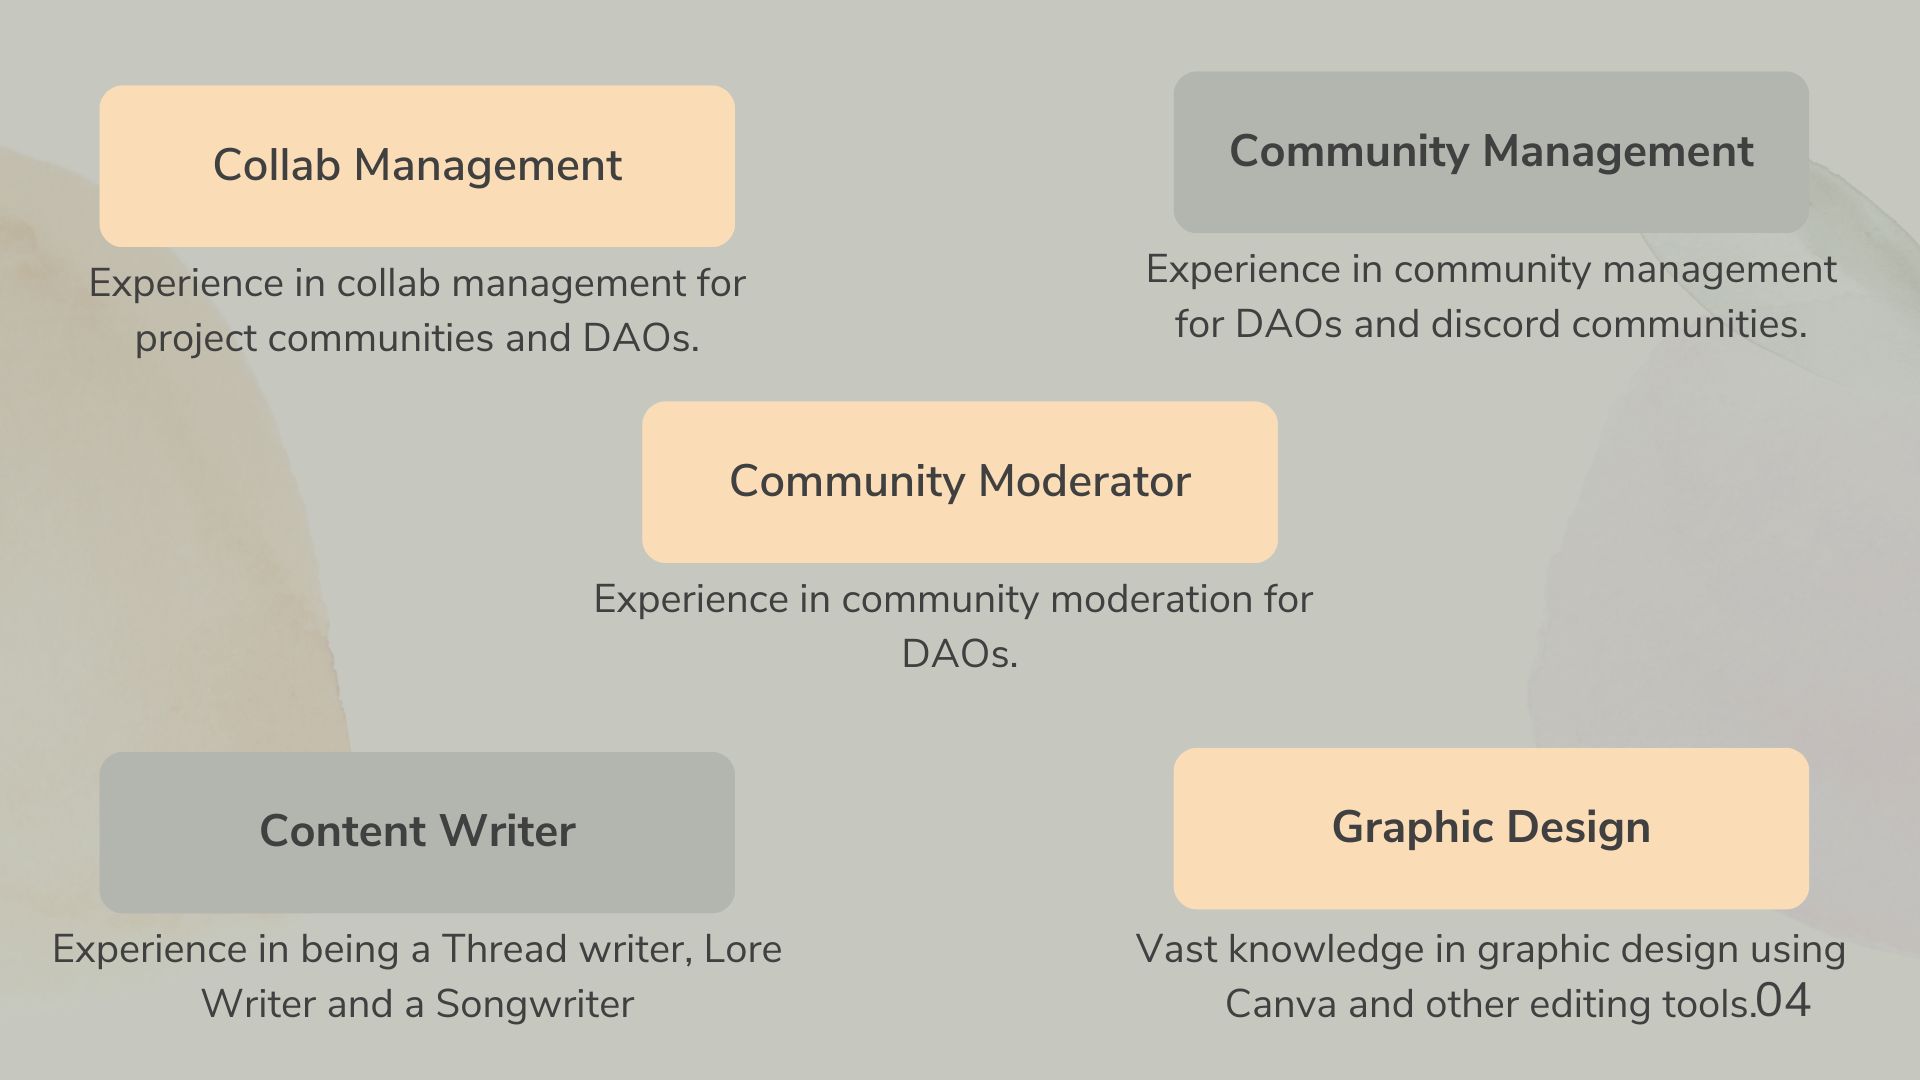 Collab Management
Experience in collab management for
project communities and DAOs.
Community Management
Experience in community management
for DAOs and discord communities.
Community Moderator
Experience in community moderation for
DAOs.
Content Writer
Experience in being a Thread writer, Lore
Writer and a Songwriter
Graphic Design
Vast knowledge in graphic design using
Canva and other editing tools.
04